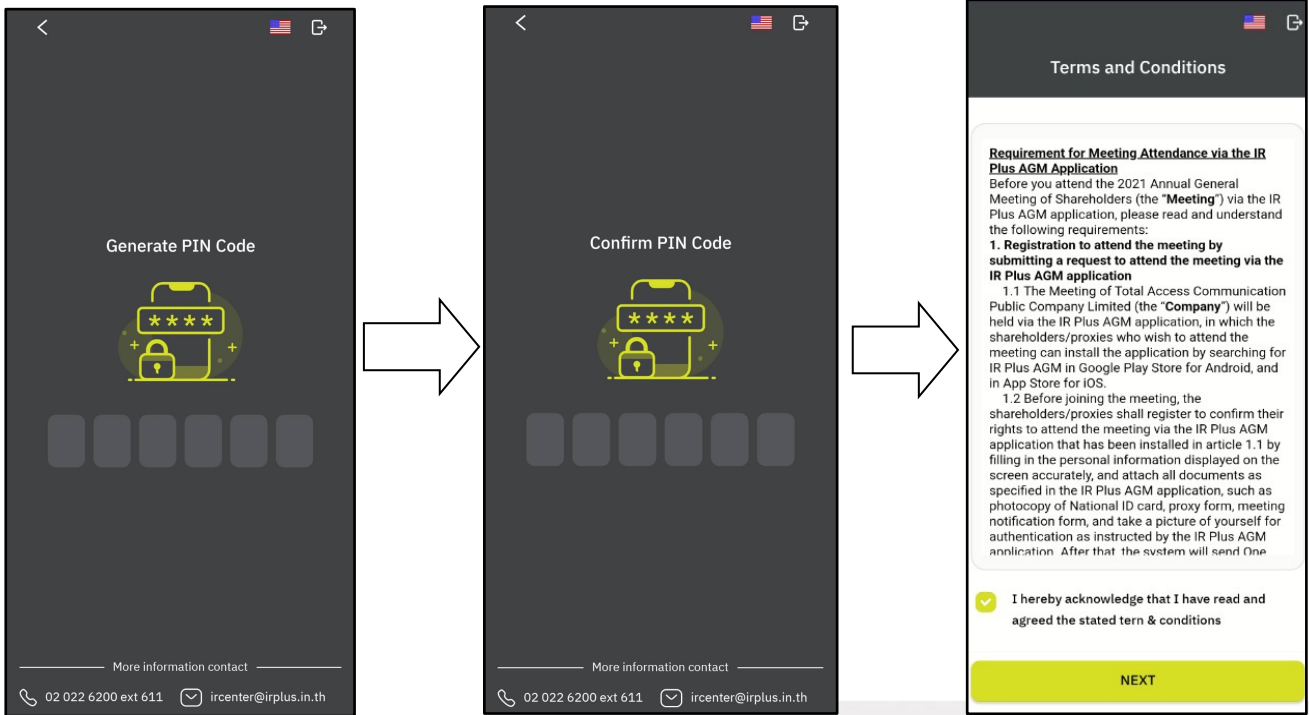 Generate PIN Code
****
More information contact
02 022 6200 ext 611 ircenter@irplus.in.th
Confirm PIN Code
****
More information contact
02 022 6200 ext 611 ircenter@irplus.in.th
Terms and Conditions
Requirement for Meeting Attendance via the IR
Plus AGM Application
Before you attend the 2021 Annual General
Meeting of Shareholders (the "Meeting") via the IR
Plus AGM application, please read and understand
the following requirements:
1. Registration to attend the meeting by
submitting a request to attend the meeting via the
IR Plus AGM application
1.1 The Meeting of Total Access Communication
Public Company Limited (the "Company") will be
held via the IR Plus AGM application, in which the
shareholders/proxies who wish to attend the
meeting can install the application by searching for
IR Plus AGM in Google Play Store for Android, and
in App Store for iOS.
1.2 Before joining the meeting, the
shareholders/proxies shall register to confirm their
rights to attend the meeting via the IR Plus AGM
application that has been installed in article 1.1 by
filling in the personal information displayed on the
screen accurately, and attach all documents as
specified in the IR Plus AGM application, such as
photocopy of National ID card, proxy form, meeting
notification form, and take a picture of yourself for
authentication as instructed by the IR Plus AGM
application. After that, the system will send One
I hereby acknowledge that I have read and
agreed the stated tern & conditions
NEXT